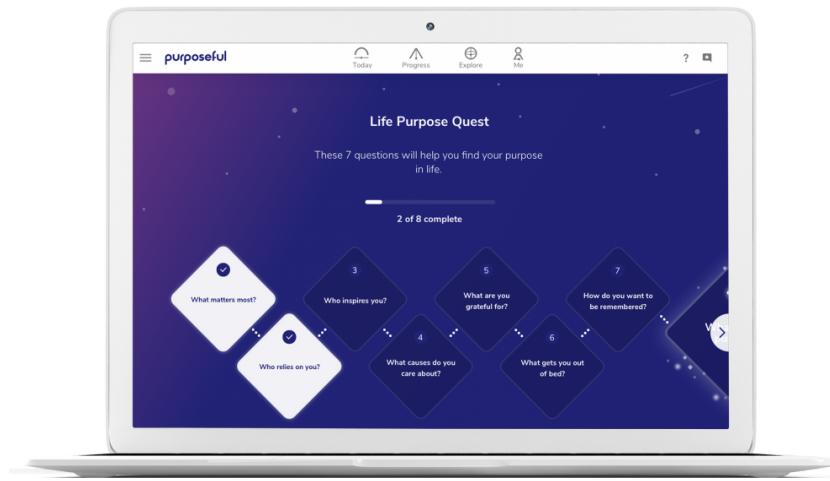 purposeful
Today
Progress
Explore
Me
?
Life Purpose Quest
These 7 questions will help you find your purpose
in life.
2 of 8 complete
What matters most?
Who relies on you?
3
Who inspires you?
4
What causes do you
care about?
5
What are you
grateful for?
6
What gets you out
of bed?
7
How do you want to
be remembered?